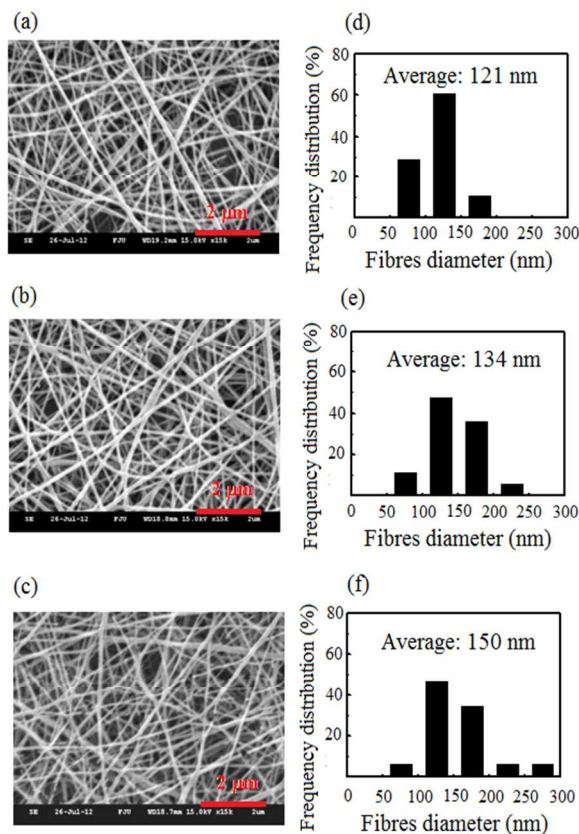 (a)
2 μm
SE 26-Jul-12 FJU WD19.2mm 15.0kV x15k 2um
(d)
Frequency distribution (%)
80
60
40
20
Average: 121 nm
0 50 100 150 200 250 300
Fibres diameter (nm)
(b)
2 μm
SE 26-Jul-12 FJU WD18.8mm 15.0kV x15k 2um
(e)
Frequency distribution (%)
80
60
40
20
Average: 134 nm
0 50 100 150 200 250 300
Fibres diameter (nm)
(c)
2 μm
SE 26-Jul-12 FJU WD18.7mm 15.0kV x15k 2um
(f)
Frequency distribution (%)
80
60
40
20
Average: 150 nm
0 50 100 150 200 250 300
Fibres diameter (nm)